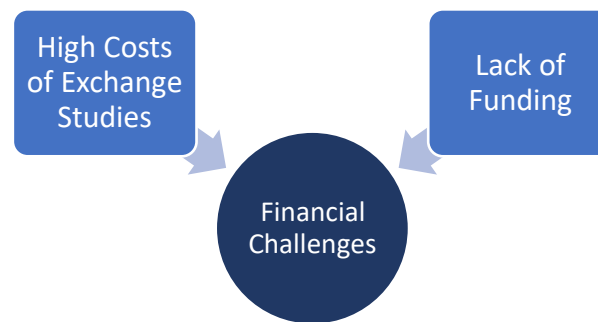 High Costs
of Exchange
Studies
Lack of
Funding
Financial
Challenges